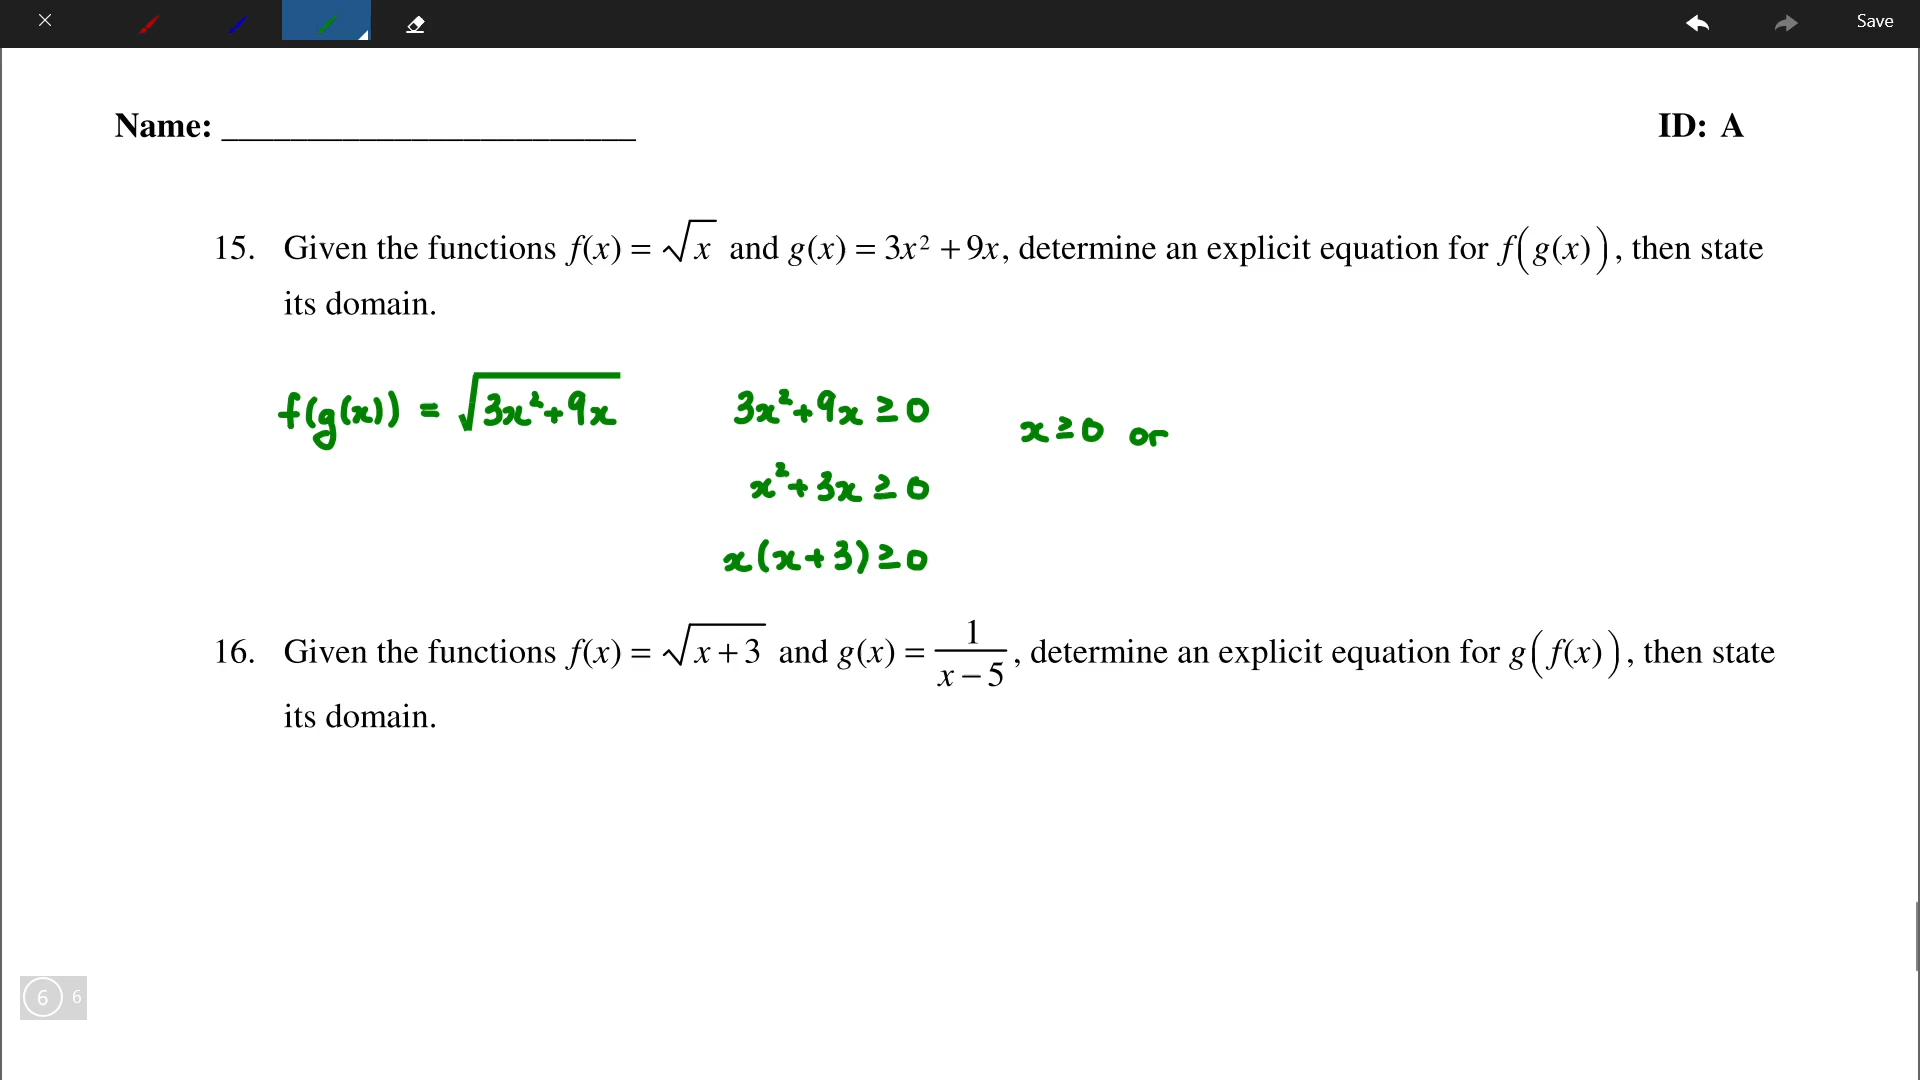 Save
Name: _______________________ ID: A
15. Given the functions f(x) = √x and g(x) = 3x² + 9x, determine an explicit equation for f(g(x)), then state
its domain.
f(g(x)) = √(3x²+9x) 3x²+9x ≥ 0 x ≥ 0 or
x²+3x ≥ 0
x(x+3) ≥ 0
16. Given the functions f(x) = √(x+3) and g(x) = 1/(x−5), determine an explicit equation for g(f(x)), then state
its domain.
6 6